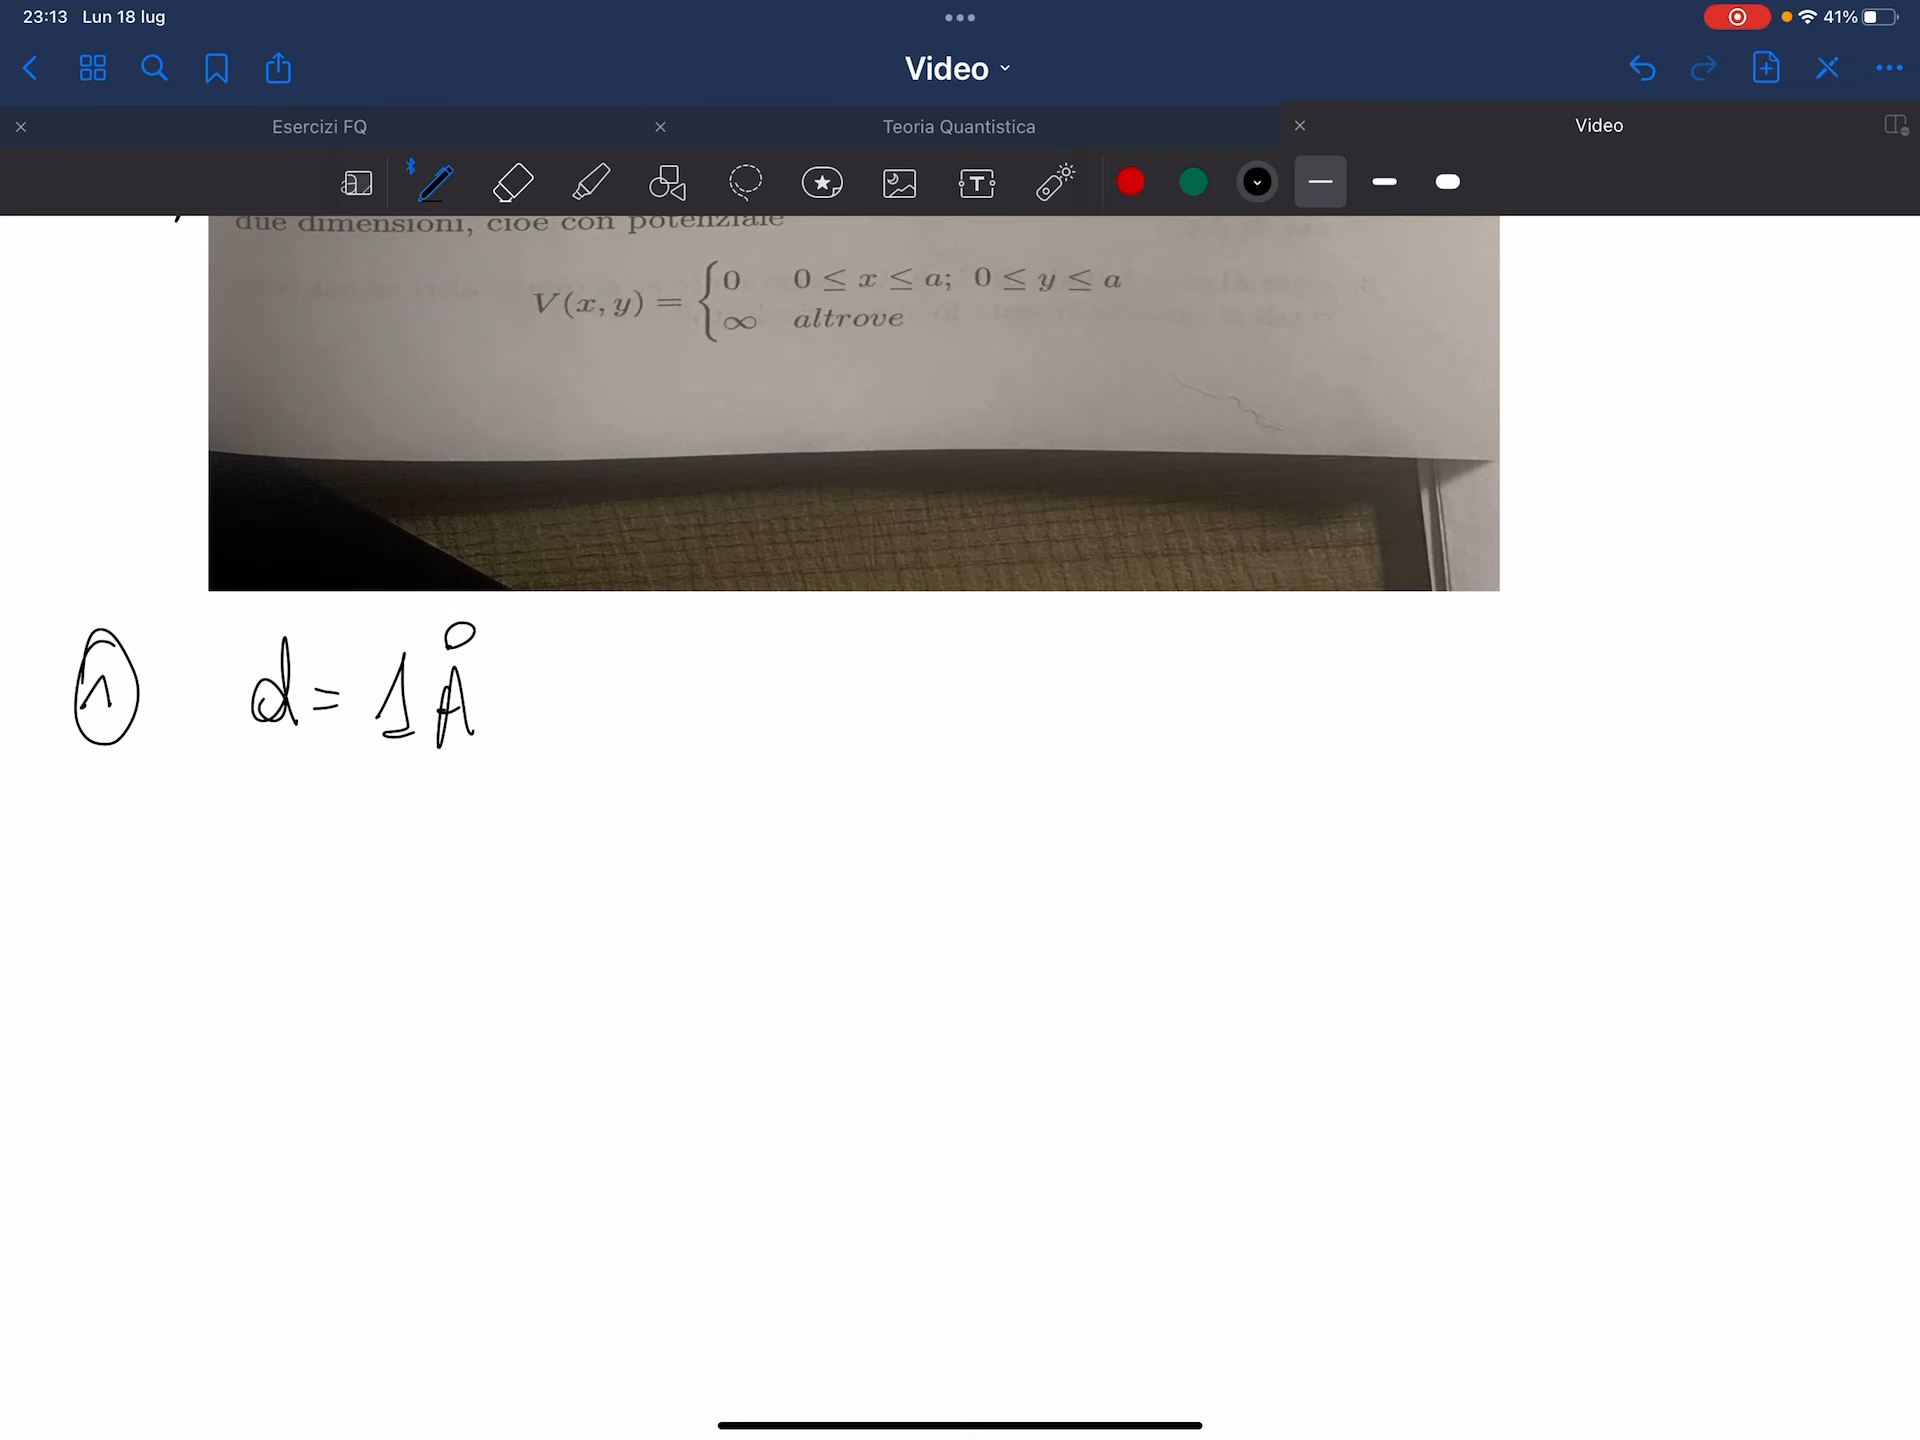 23:13 Lun 18 lug
41%
Video
Esercizi FQ
Teoria Quantistica
Video
due dimensioni, cioè con potenziale
V(x, y) = { 0 0 ≤ x ≤ a; 0 ≤ y ≤ a
∞ altrove
d = 1 Å